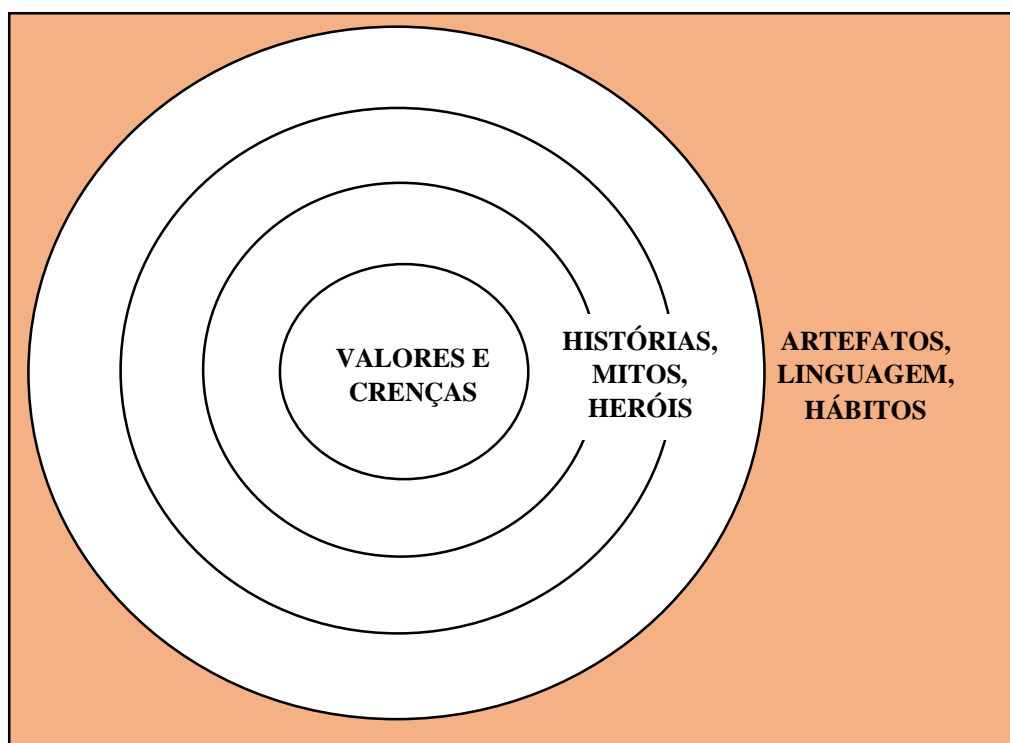 VALORES E
CRENÇAS
HISTÓRIAS,
MITOS,
HERÓIS
ARTEFATOS,
LINGUAGEM,
HÁBITOS